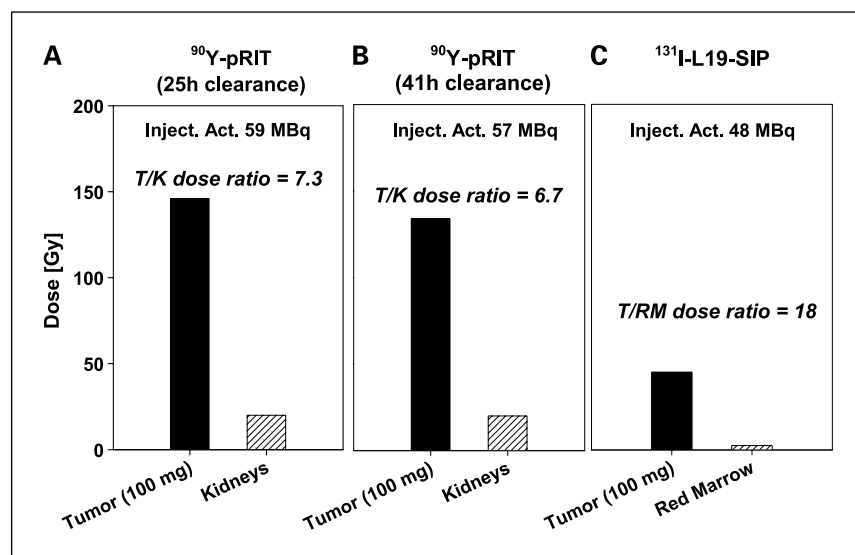 A
⁹⁰Y-pRIT
(25h clearance)
B
⁹⁰Y-pRIT
(41h clearance)
C
¹³¹I-L19-SIP
Dose [Gy]
200
150
100
50
0
Inject. Act. 59 MBq
T/K dose ratio = 7.3
Tumor (100 mg)
Kidneys
Inject. Act. 57 MBq
T/K dose ratio = 6.7
Tumor (100 mg)
Kidneys
Inject. Act. 48 MBq
T/RM dose ratio = 18
Tumor (100 mg)
Red Marrow